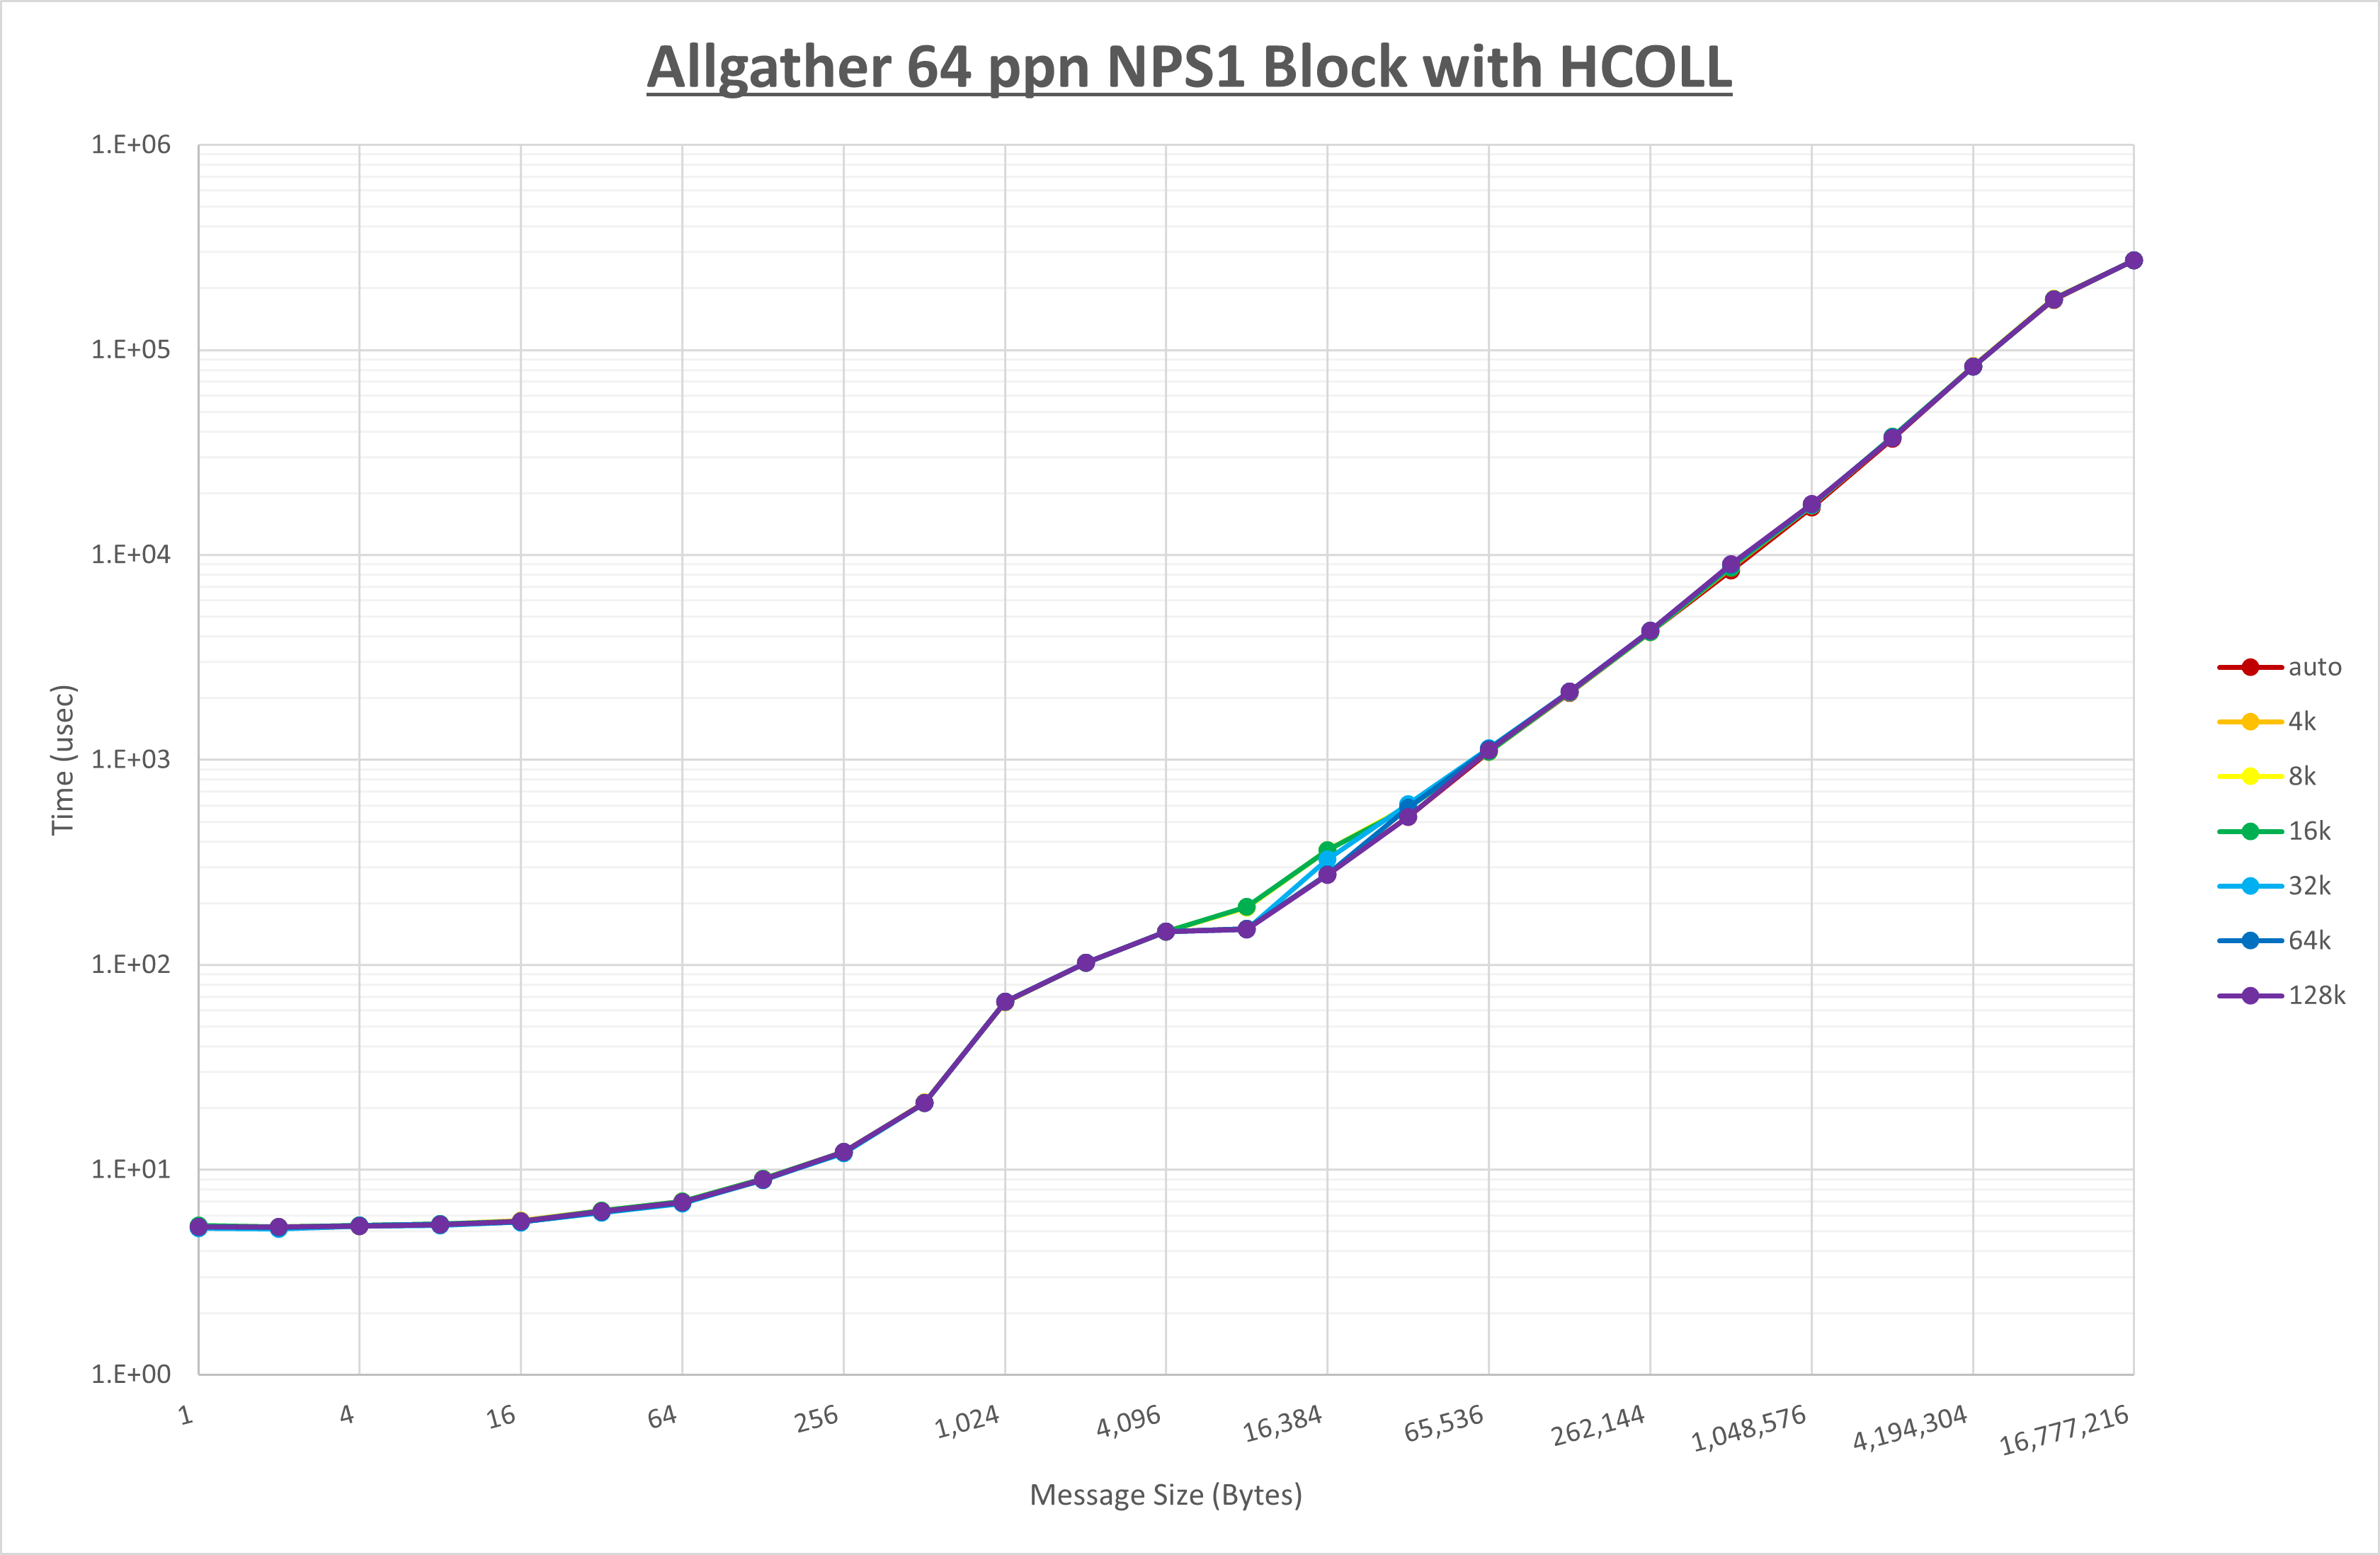 Allgather 64 ppn NPS1 Block with HCOLL
1.E+06
1.E+05
1.E+04
1.E+03
1.E+02
1.E+01
1.E+00
Time (usec)
1
4
16
64
256
1,024
4,096
16,384
65,536
262,144
1,048,576
4,194,304
16,777,216
Message Size (Bytes)
auto
4k
8k
16k
32k
64k
128k